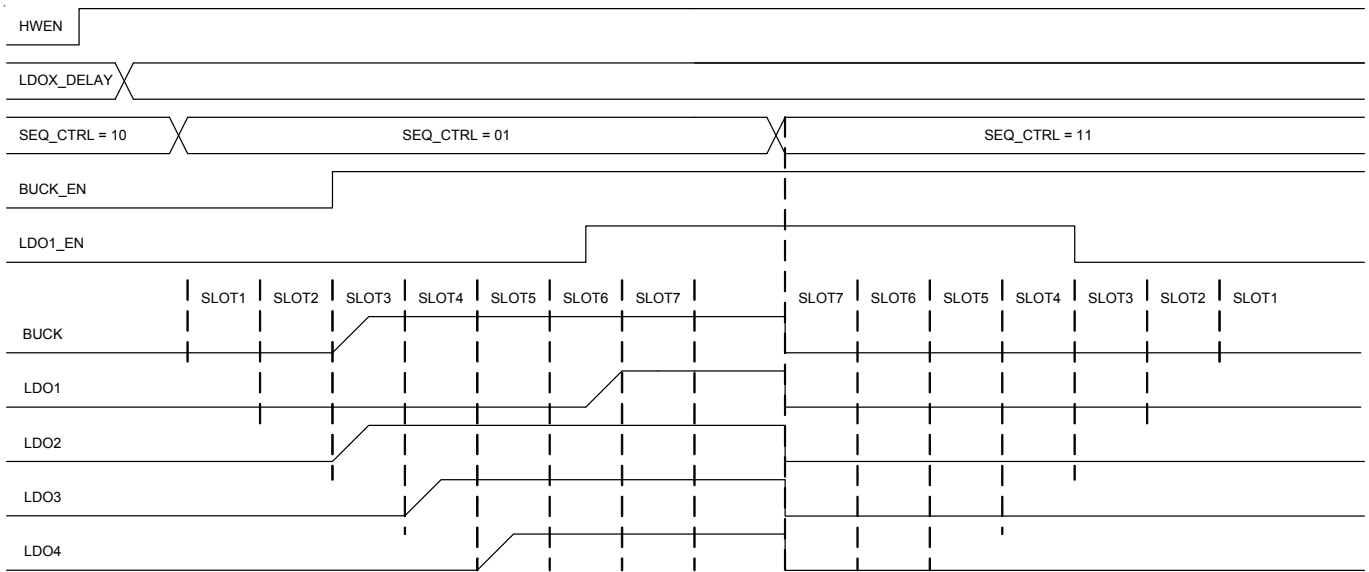 HWEN
LDOX_DELAY
SEQ_CTRL = 10 SEQ_CTRL = 01 SEQ_CTRL = 11
BUCK_EN
LDO1_EN
SLOT1 SLOT2 SLOT3 SLOT4 SLOT5 SLOT6 SLOT7 SLOT7 SLOT6 SLOT5 SLOT4 SLOT3 SLOT2 SLOT1
BUCK
LDO1
LDO2
LDO3
LDO4